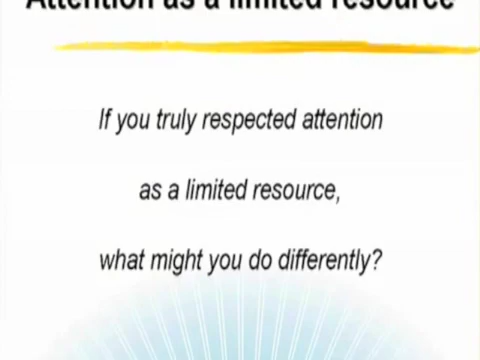 Attention as a limited resource
If you truly respected attention
as a limited resource,
what might you do differently?